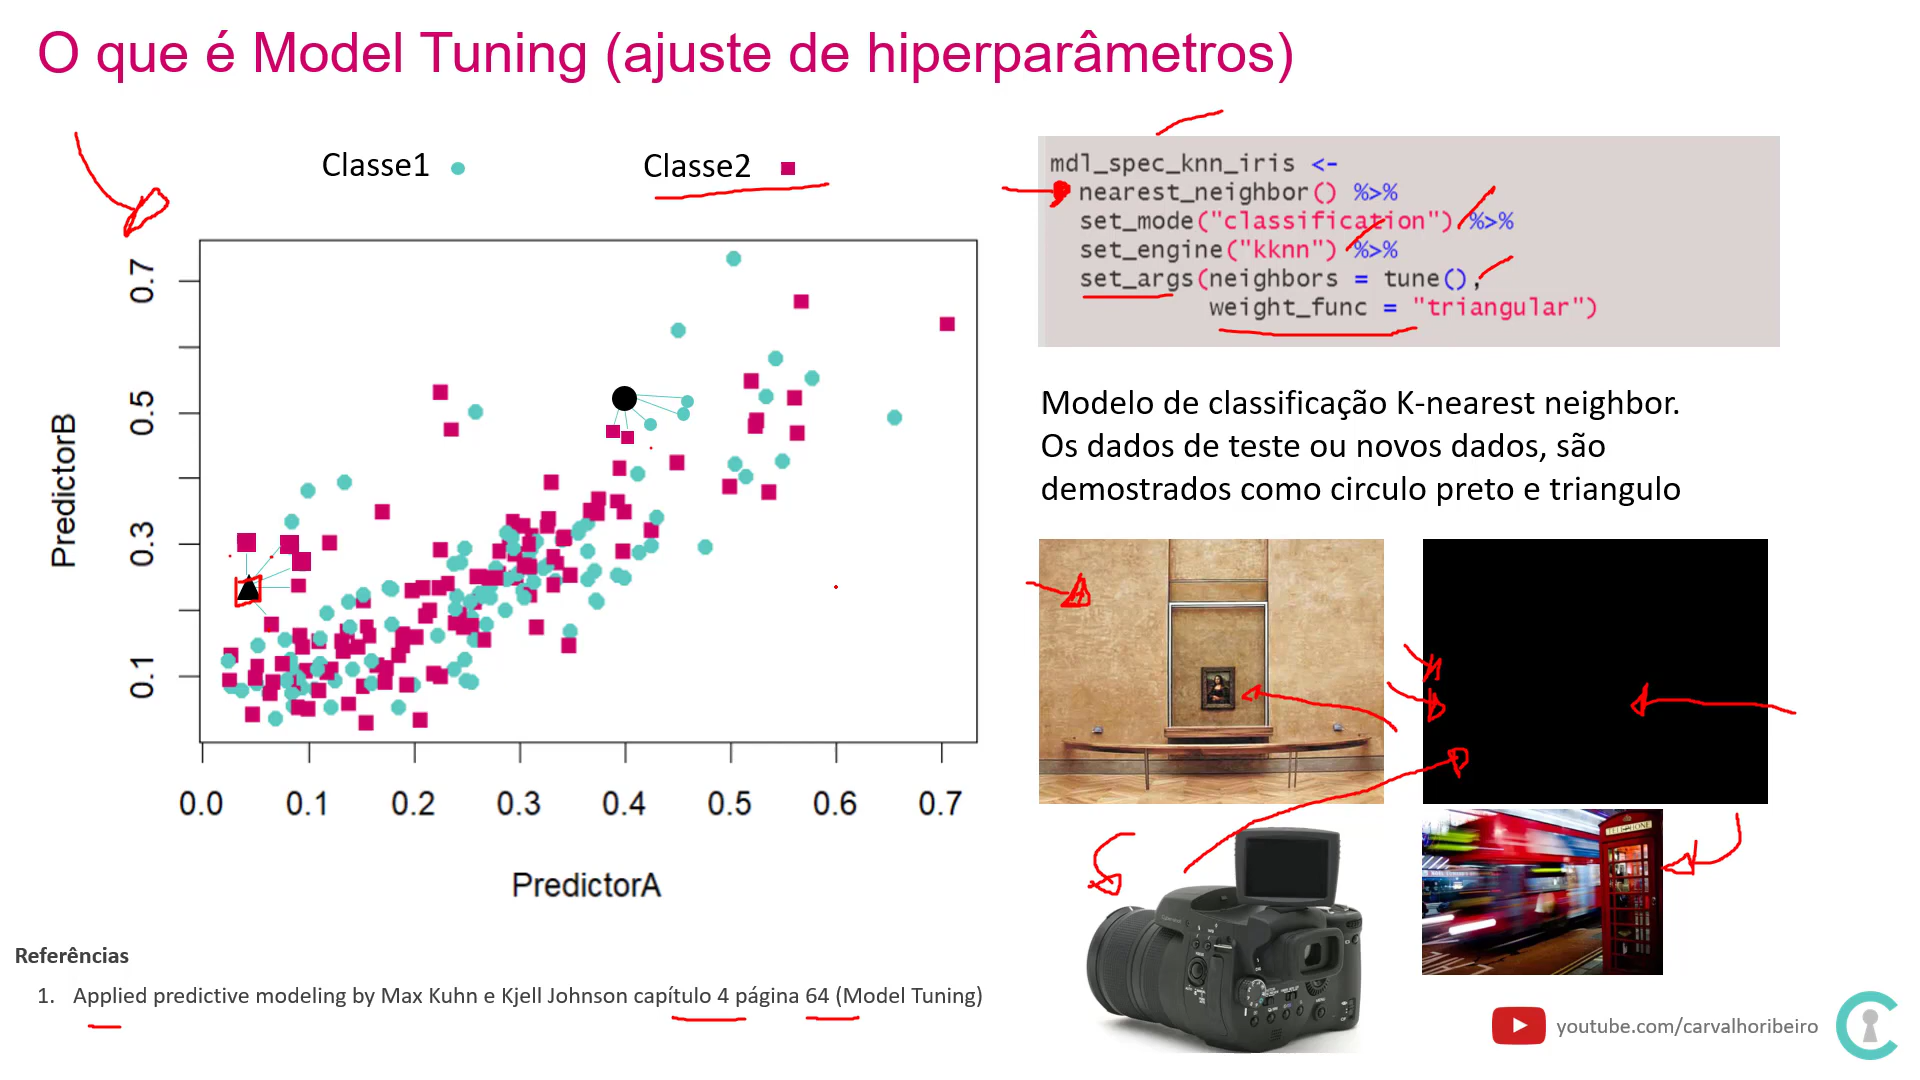 O que é Model Tuning (ajuste de hiperparâmetros)
Classe1
Classe2
0.7
0.5
0.3
0.1
PredictorB
0.0 0.1 0.2 0.3 0.4 0.5 0.6 0.7
PredictorA
mdl_spec_knn_iris <-
nearest_neighbor() %>%
set_mode("classification") %>%
set_engine("kknn") %>%
set_args(neighbors = tune(),
weight_func = "triangular")
Modelo de classificação K-nearest neighbor.
Os dados de teste ou novos dados, são
demostrados como circulo preto e triangulo
TELEPHONE
Referências
1. Applied predictive modeling by Max Kuhn e Kjell Johnson capítulo 4 página 64 (Model Tuning)
youtube.com/carvalhoribeiro